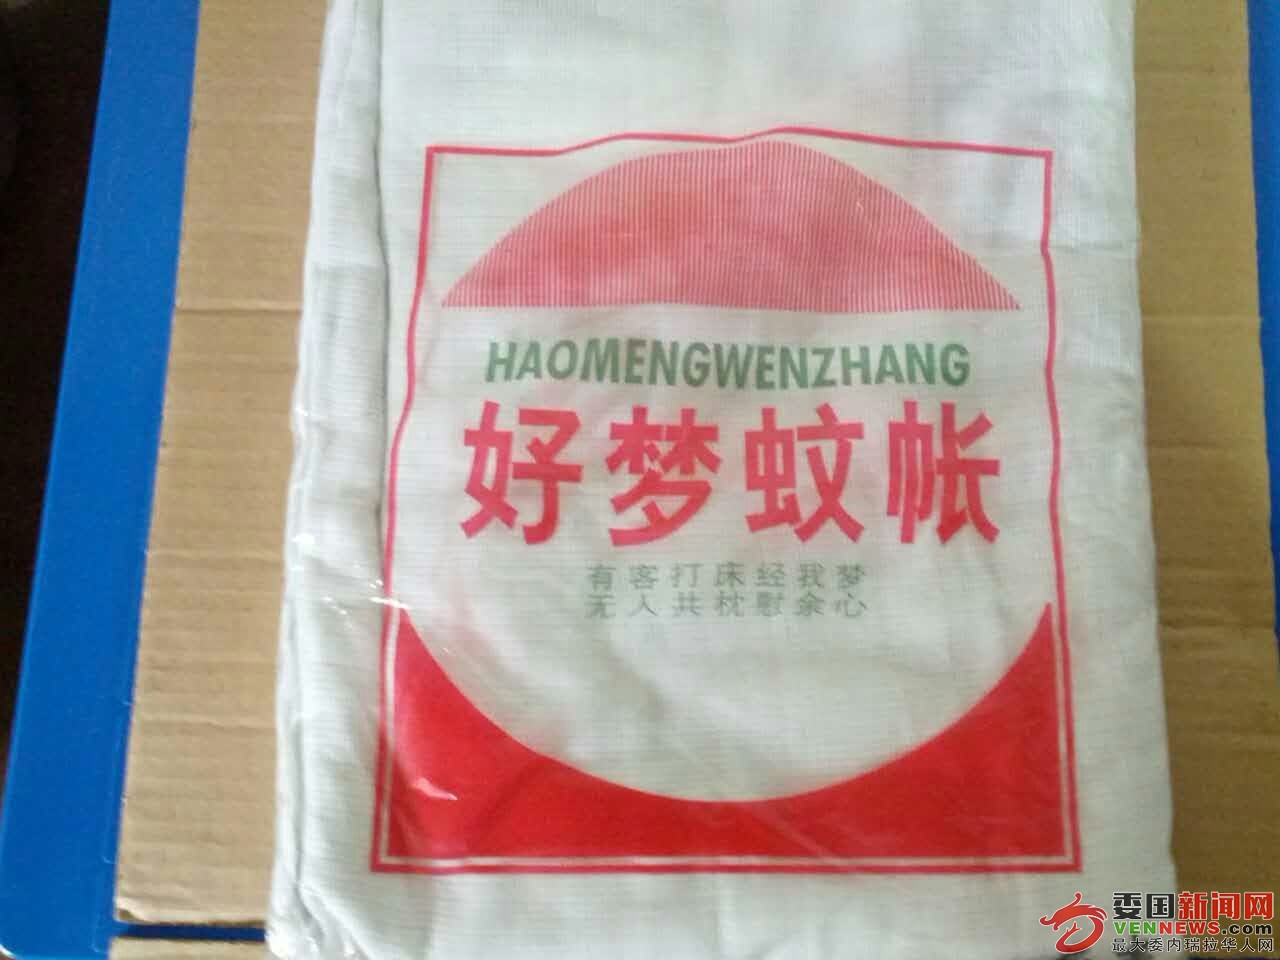 HAOMENGWENZHANG
好梦蚊帐
有客打床经我梦
无人共枕慰余心
委国新闻网
VENNEWS.com
最大委内瑞拉华人网